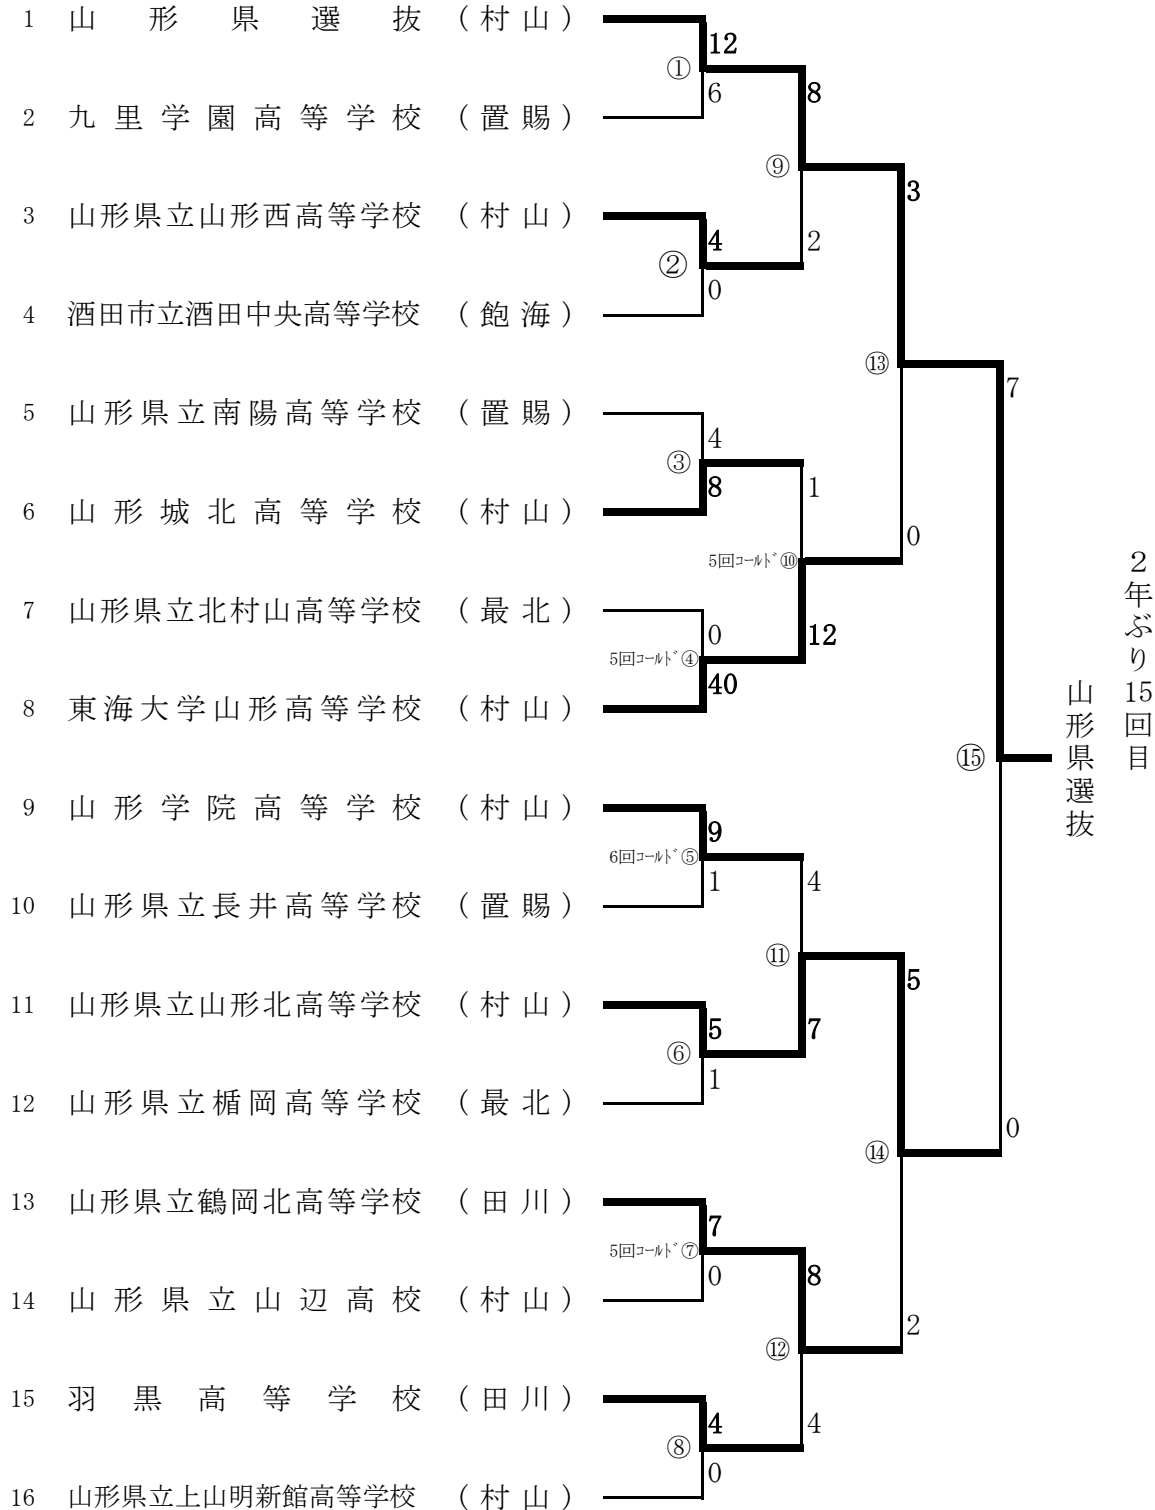 1 山形県選抜 (村山)
12
①
6
8
2 九里学園高等学校 (置賜)
⑨
3
3 山形県立山形西高等学校 (村山)
4
2
②
0
4 酒田市立酒田中央高等学校 (飽海)
⑬
7
5 山形県立南陽高等学校 (置賜)
4
③
8
1
6 山形城北高等学校 (村山)
0
5回コールド⑩
7 山形県立北村山高等学校 (最北)
0
12
5回コールド④
40
8 東海大学山形高等学校 (村山)
⑮
山形県選抜
2年ぶり15回目
9 山形学院高等学校 (村山)
9
6回コールド⑤
1
4
10 山形県立長井高等学校 (置賜)
⑪
5
11 山形県立山形北高等学校 (村山)
5
7
⑥
1
12 山形県立楯岡高等学校 (最北)
0
⑭
13 山形県立鶴岡北高等学校 (田川)
7
5回コールド⑦
0
8
14 山形県立山辺高校 (村山)
2
⑫
15 羽黒高等学校 (田川)
4
4
⑧
0
16 山形県立上山明新館高等学校 (村山)